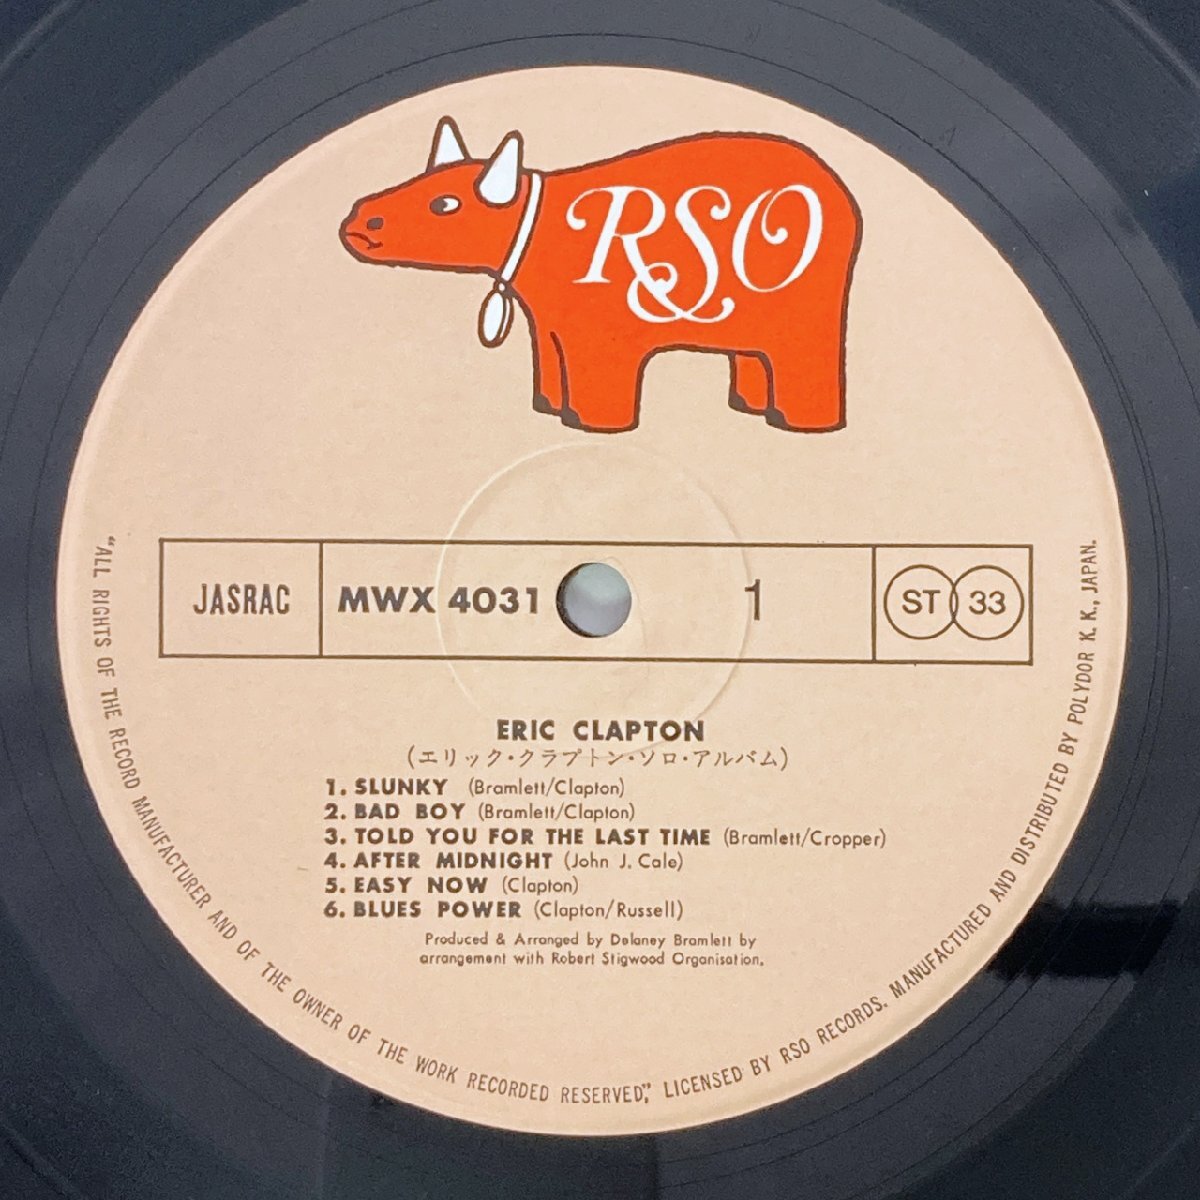 RSO
JASRAC MWX 4031 1 ST 33
ERIC CLAPTON
(エリック・クラプトン・ソロ・アルバム)
1. SLUNKY (Bramlett/Clapton)
2. BAD BOY (Bramlett/Clapton)
3. TOLD YOU FOR THE LAST TIME (Bramlett/Cropper)
4. AFTER MIDNIGHT (John J. Cale)
5. EASY NOW (Clapton)
6. BLUES POWER (Clapton/Russell)
Produced & Arranged by Delaney Bramlett by
arrangement with Robert Stigwood Organisation.
"ALL RIGHTS OF THE RECORD MANUFACTURER AND OF THE OWNER OF THE WORK RECORDED RESERVED", LICENSED BY RSO RECORDS. MANUFACTURED AND DISTRIBUTED BY POLYDOR K. K., JAPAN.